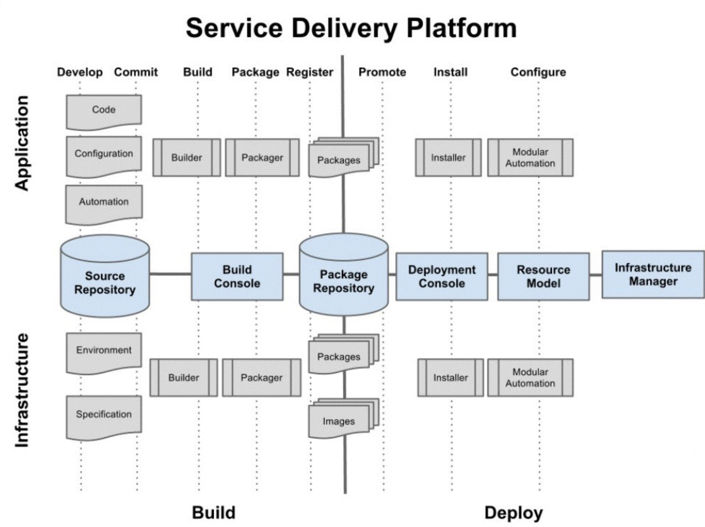 Service Delivery Platform
Develop Commit Build Package Register Promote Install Configure
Application
Code
Configuration
Automation
Builder
Packager
Packages
Installer
Modular
Automation
Source
Repository
Build
Console
Package
Repository
Deployment
Console
Resource
Model
Infrastructure
Manager
Infrastructure
Environment
Specification
Builder
Packager
Packages
Images
Installer
Modular
Automation
Build
Deploy